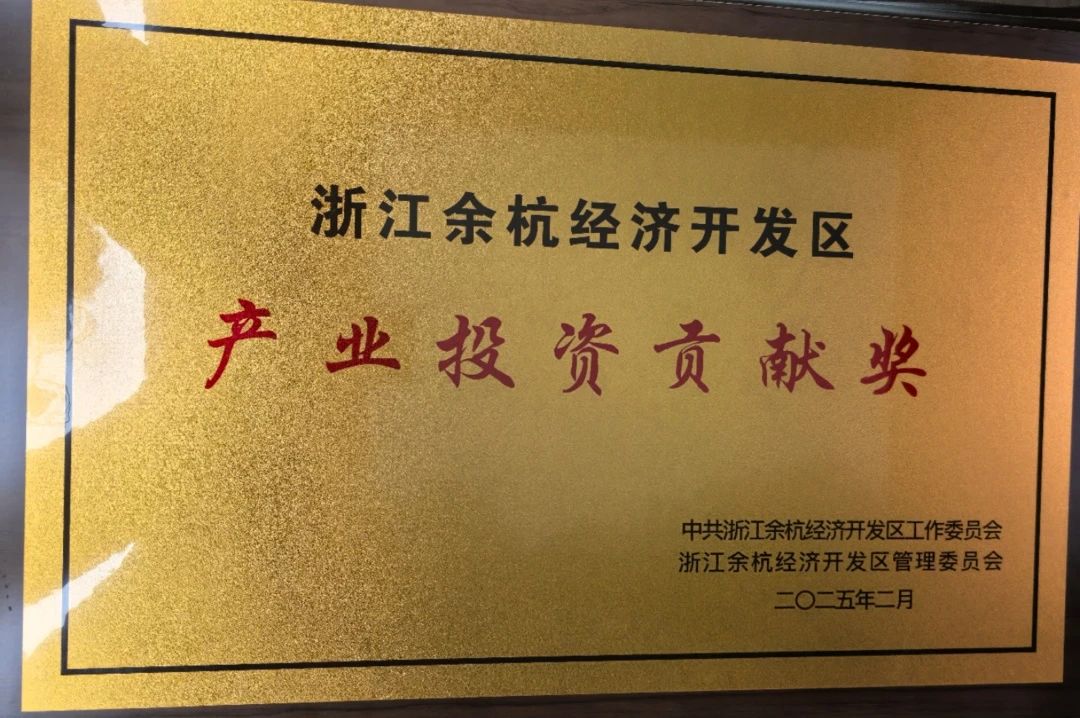 浙江余杭经济开发区
产业投资贡献奖
中共浙江余杭经济开发区工作委员会
浙江余杭经济开发区管理委员会
二〇二五年二月